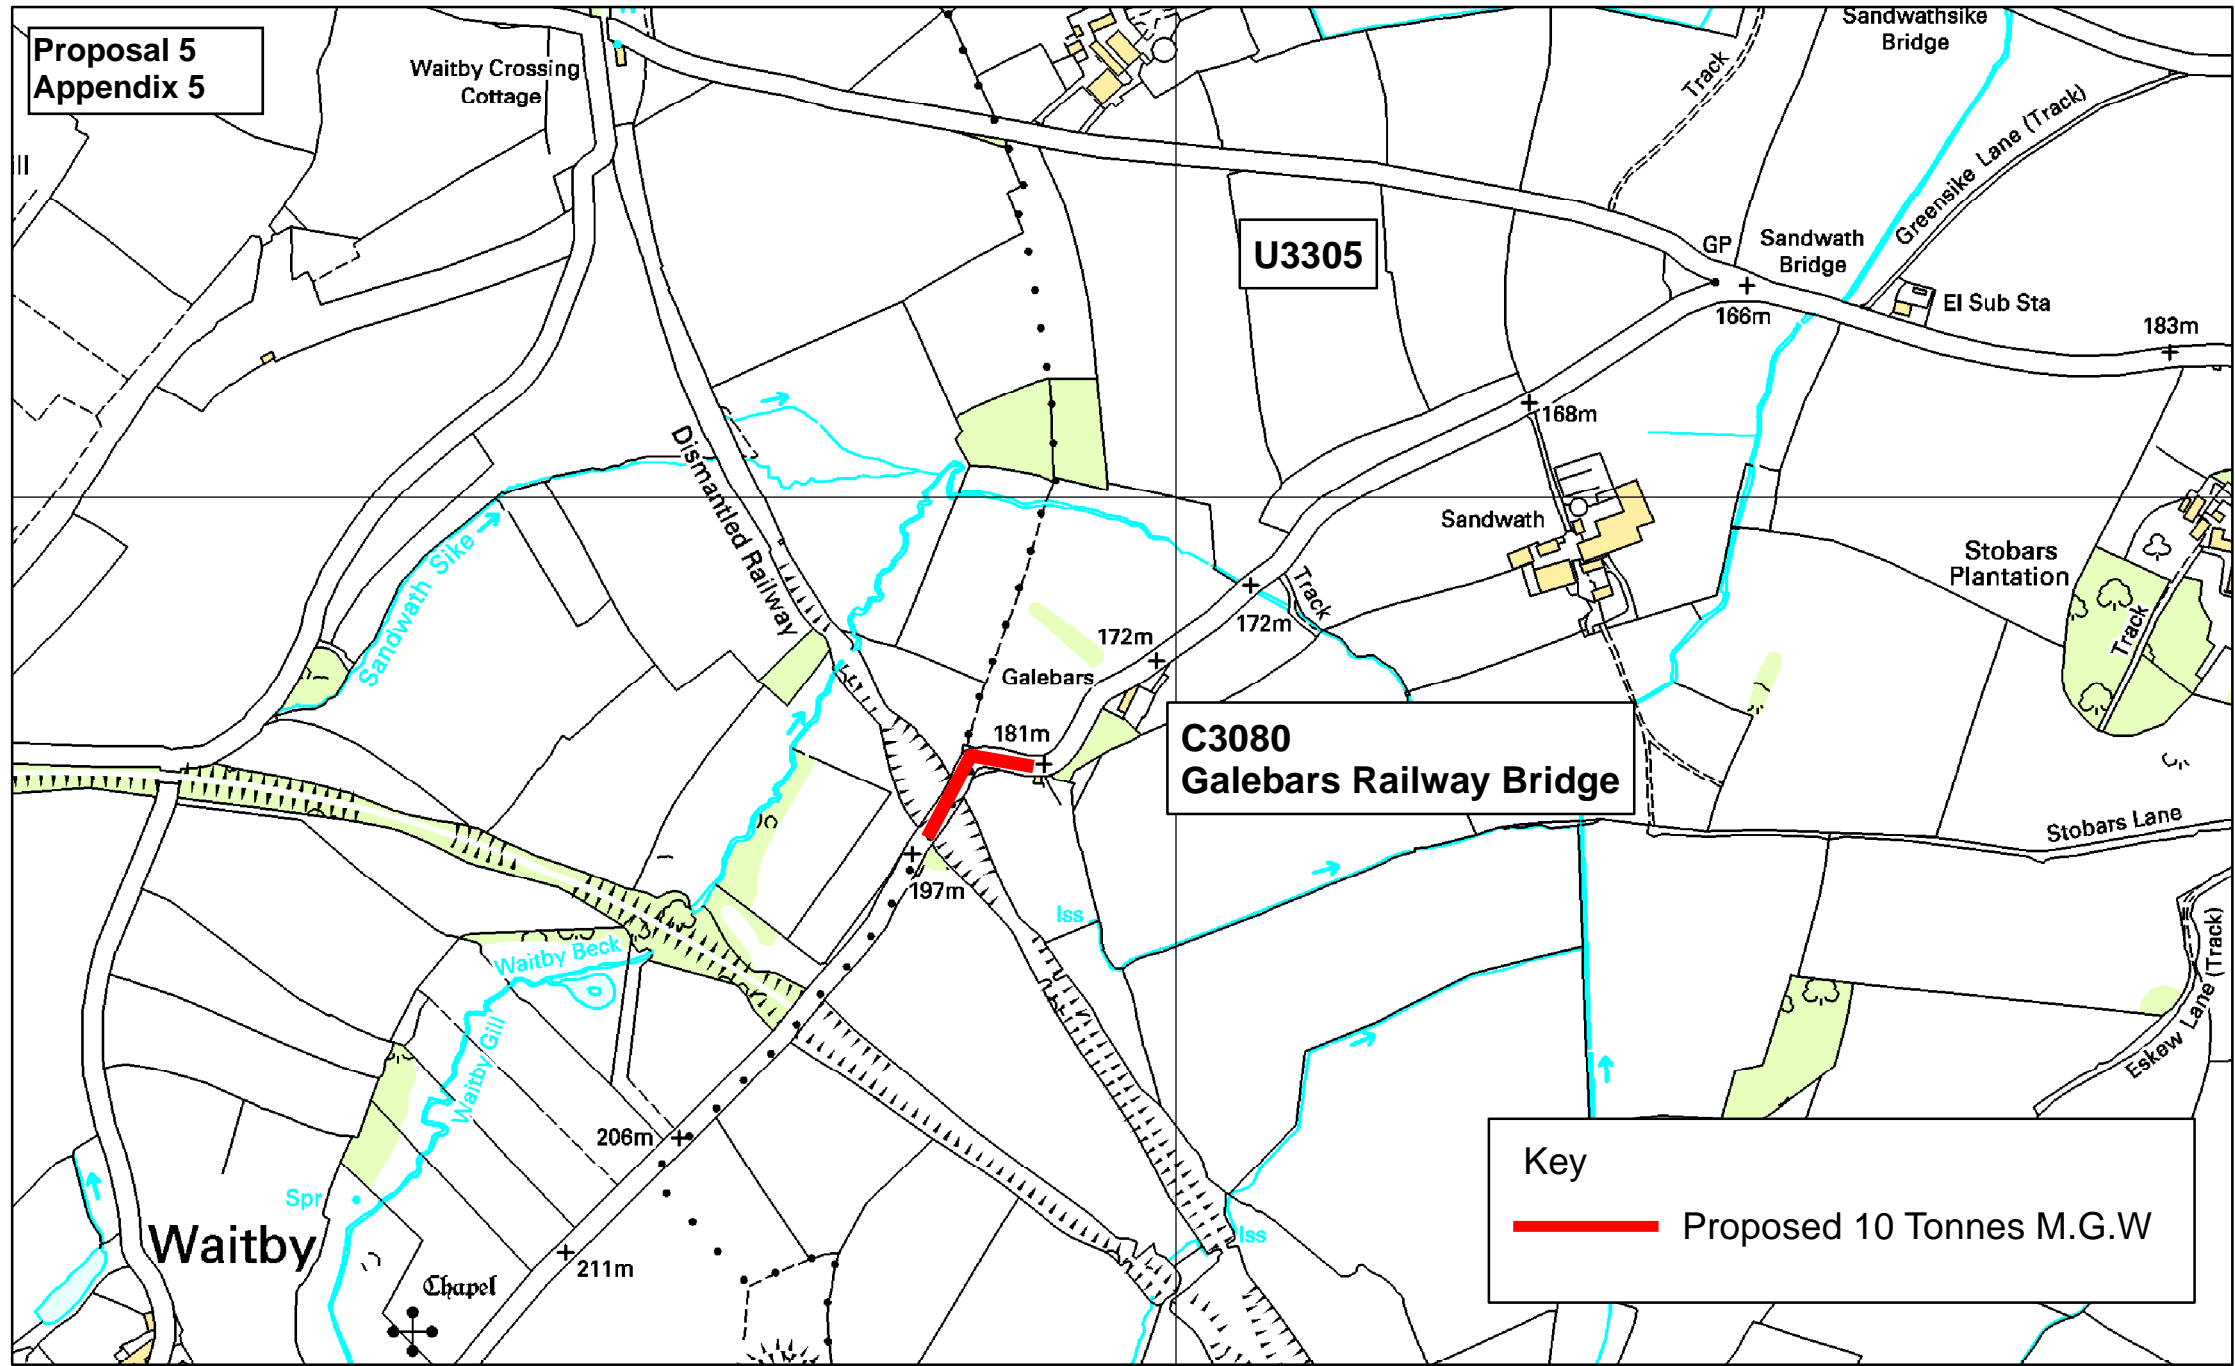 Proposal 5
Appendix 5
Waitby Crossing
Cottage
Sandwathsike
Bridge
Track
Greensike Lane (Track)
ill
U3305
GP
Sandwath
Bridge
El Sub Sta
166m
183m
168m
Dismantled Railway
Sandwath Sike
Sandwath
Stobars
Plantation
Track
Track
172m
172m
Galebars
181m
C3080
Galebars Railway Bridge
Stobars Lane
197m
Iss
Waitby Beck
Waitby Gill
Eskew Lane (Track)
206m
Spr
Waitby
211m
Chapel
Iss
Key
Proposed 10 Tonnes M.G.W